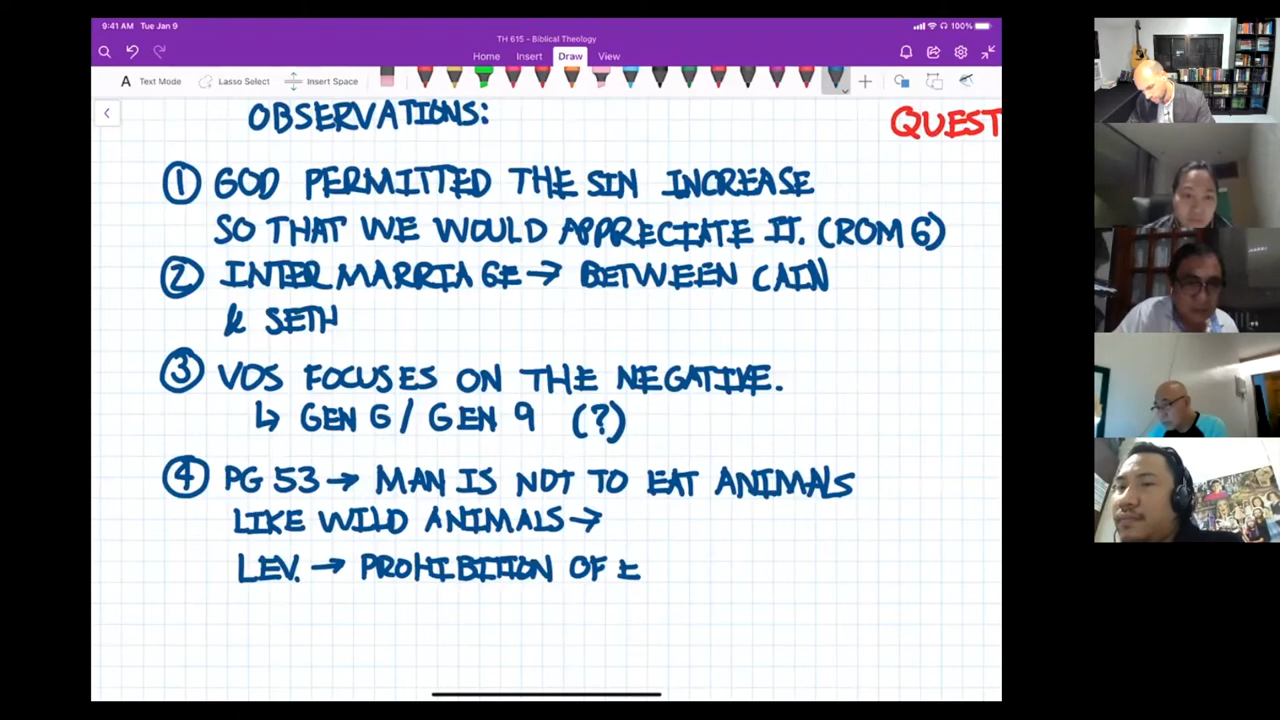 9:41 AM Tue Jan 9
100%
TH 615 - Biblical Theology
Home Insert Draw View
A Text Mode Lasso Select Insert Space
OBSERVATIONS:
QUEST
1 GOD PERMITTED THE SIN INCREASE
SO THAT WE WOULD APPRECIATE IT. (ROM 6)
2 INTERMARRIAGE → BETWEEN CAIN
& SETH
3 VOS FOCUSES ON THE NEGATIVE.
↳ GEN 6 / GEN 9 (?)
4 PG 53 → MAN IS NOT TO EAT ANIMALS
LIKE WILD ANIMALS →
LEV. → PROHIBITION OF E